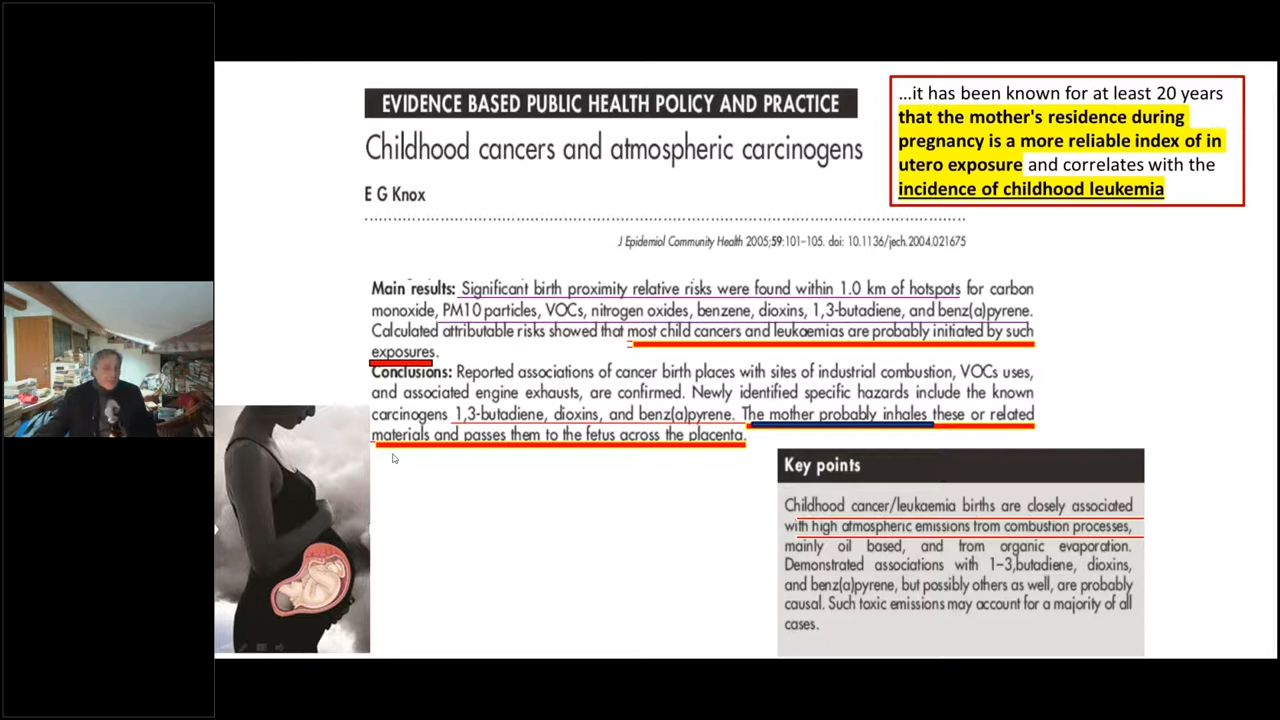 EVIDENCE BASED PUBLIC HEALTH POLICY AND PRACTICE
Childhood cancers and atmospheric carcinogens
E G Knox
J Epidemiol Community Health 2005;59:101–105. doi: 10.1136/jech.2004.021675
…it has been known for at least 20 years
that the mother's residence during
pregnancy is a more reliable index of in
utero exposure and correlates with the
incidence of childhood leukemia
Main results: Significant birth proximity relative risks were found within 1.0 km of hotspots for carbon
monoxide, PM10 particles, VOCs, nitrogen oxides, benzene, dioxins, 1,3-butadiene, and benz(a)pyrene.
Calculated attributable risks showed that most child cancers and leukaemias are probably initiated by such
exposures.
Conclusions: Reported associations of cancer birth places with sites of industrial combustion, VOCs uses,
and associated engine exhausts, are confirmed. Newly identified specific hazards include the known
carcinogens 1,3-butadiene, dioxins, and benz(a)pyrene. The mother probably inhales these or related
materials and passes them to the fetus across the placenta.
Key points
Childhood cancer/leukaemia births are closely associated
with high atmospheric emissions from combustion processes,
mainly oil based, and from organic evaporation.
Demonstrated associations with 1–3,butadiene, dioxins,
and benz(a)pyrene, but possibly others as well, are probably
causal. Such toxic emissions may account for a majority of all
cases.